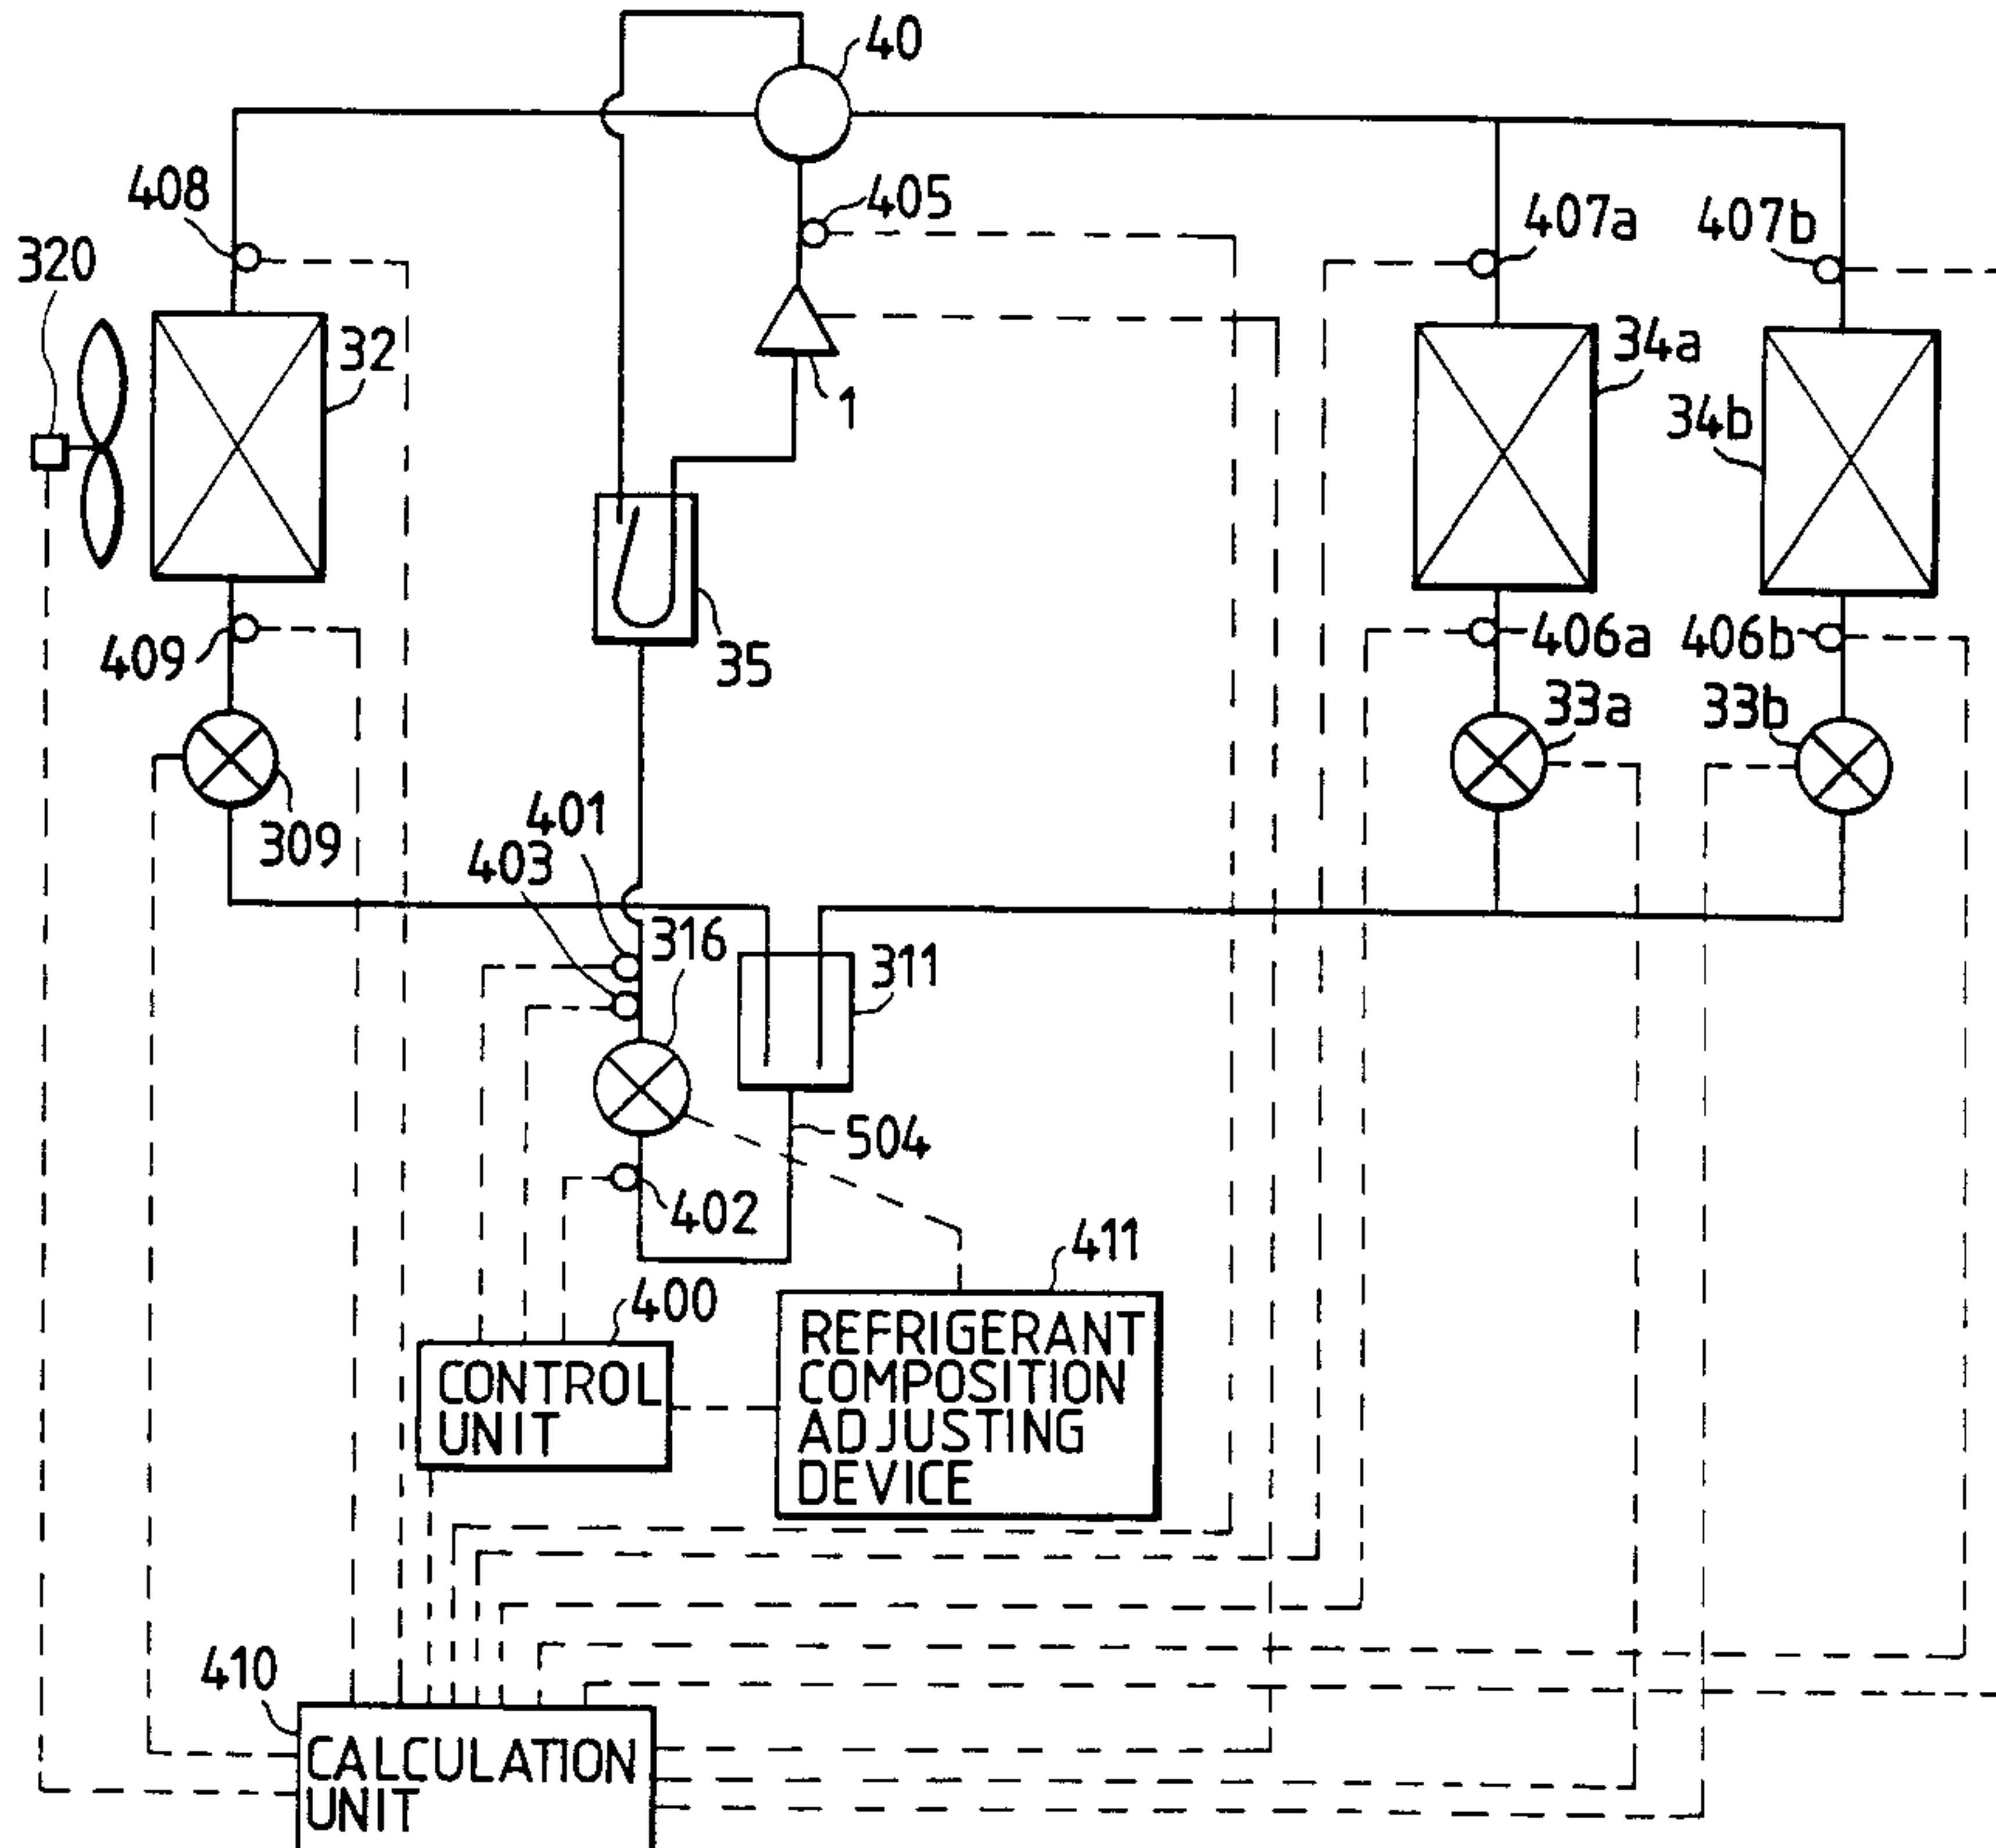 40
408
405
407a
407b
320
32
34a
1
34b
409
35
406a
406b
33a
33b
401
309
403
316
311
504
402
411
400
REFRIGERANT
COMPOSITION
ADJUSTING
DEVICE
CONTROL
UNIT
410
CALCULATION
UNIT